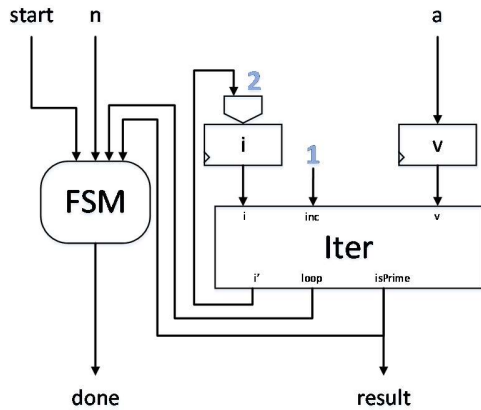 start n a
2
i
1
v
FSM
i inc v
Iter
i' loop isPrime
done result